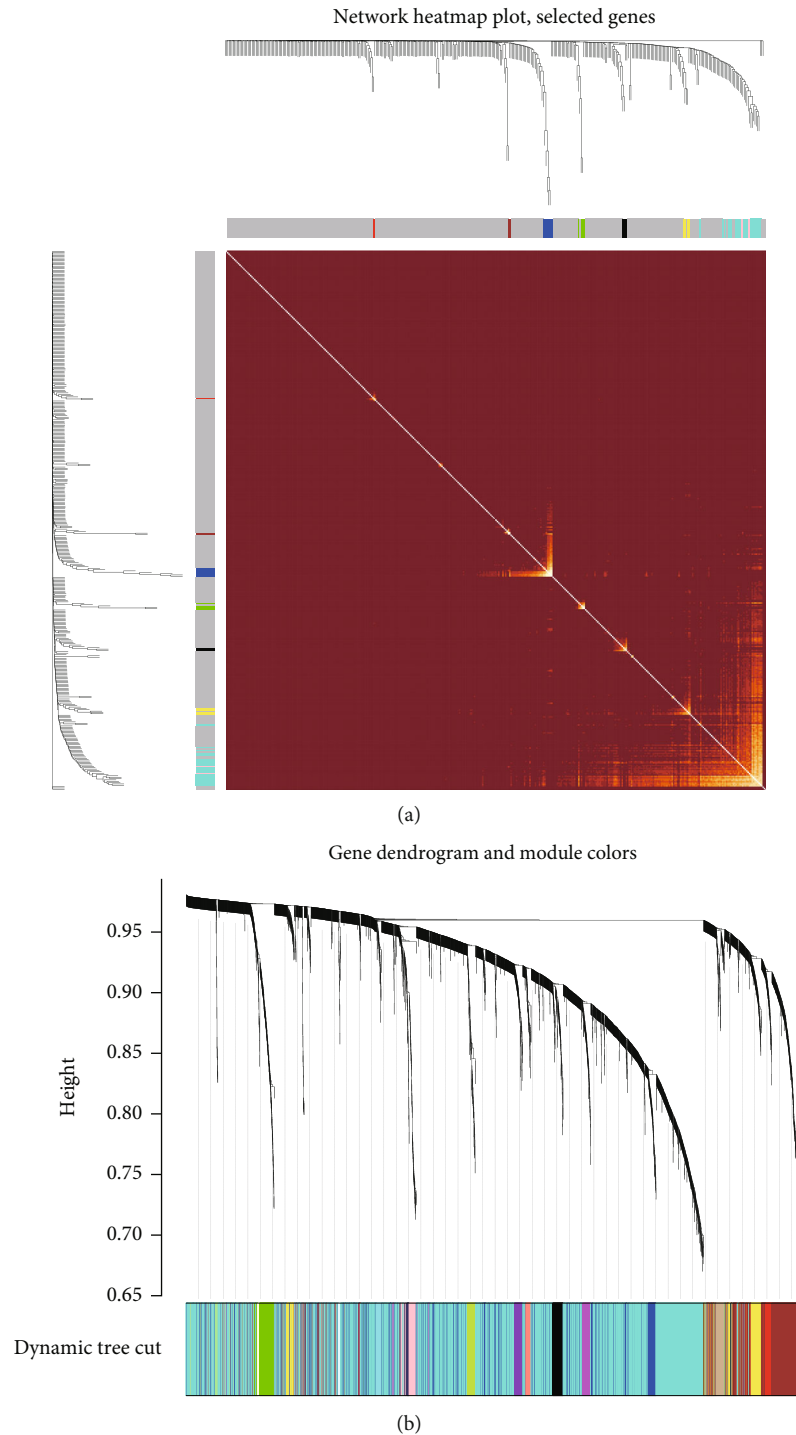 Network heatmap plot, selected genes
(a)
Gene dendrogram and module colors
0.95
0.90
0.85
0.80
0.75
0.70
0.65
Height
Dynamic tree cut
(b)